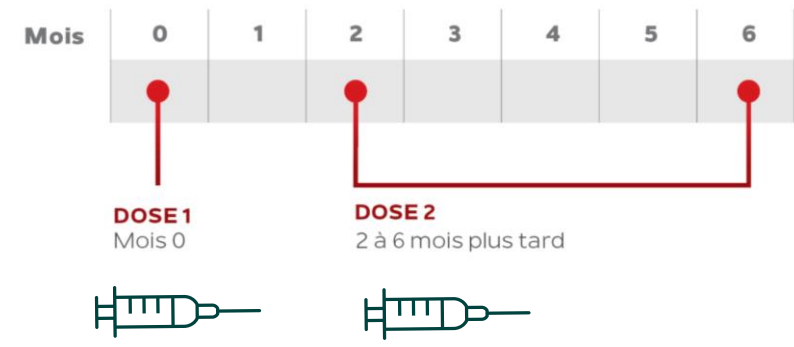 Mois 0 1 2 3 4 5 6
DOSE 1
Mois 0
DOSE 2
2 à 6 mois plus tard